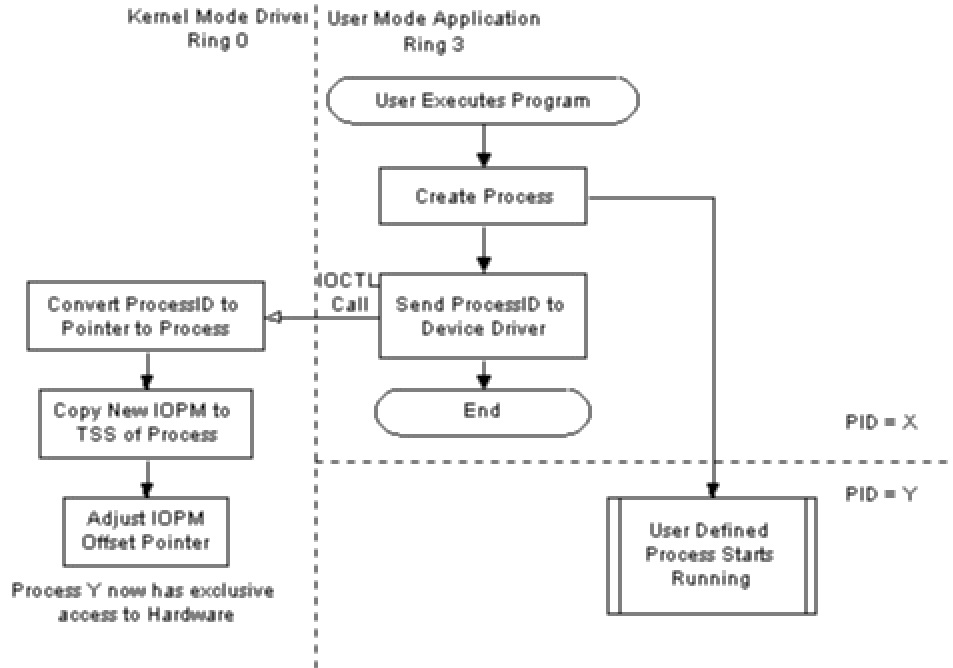 Kernel Mode Driver
Ring 0
User Mode Application
Ring 3
User Executes Program
Create Process
IOCTL
Call
Send ProcessID to
Device Driver
End
Convert ProcessID to
Pointer to Process
Copy New IOPM to
TSS of Process
Adjust IOPM
Offset Pointer
Process Y now has exclusive
access to Hardware
PID = X
PID = Y
User Defined
Process Starts
Running